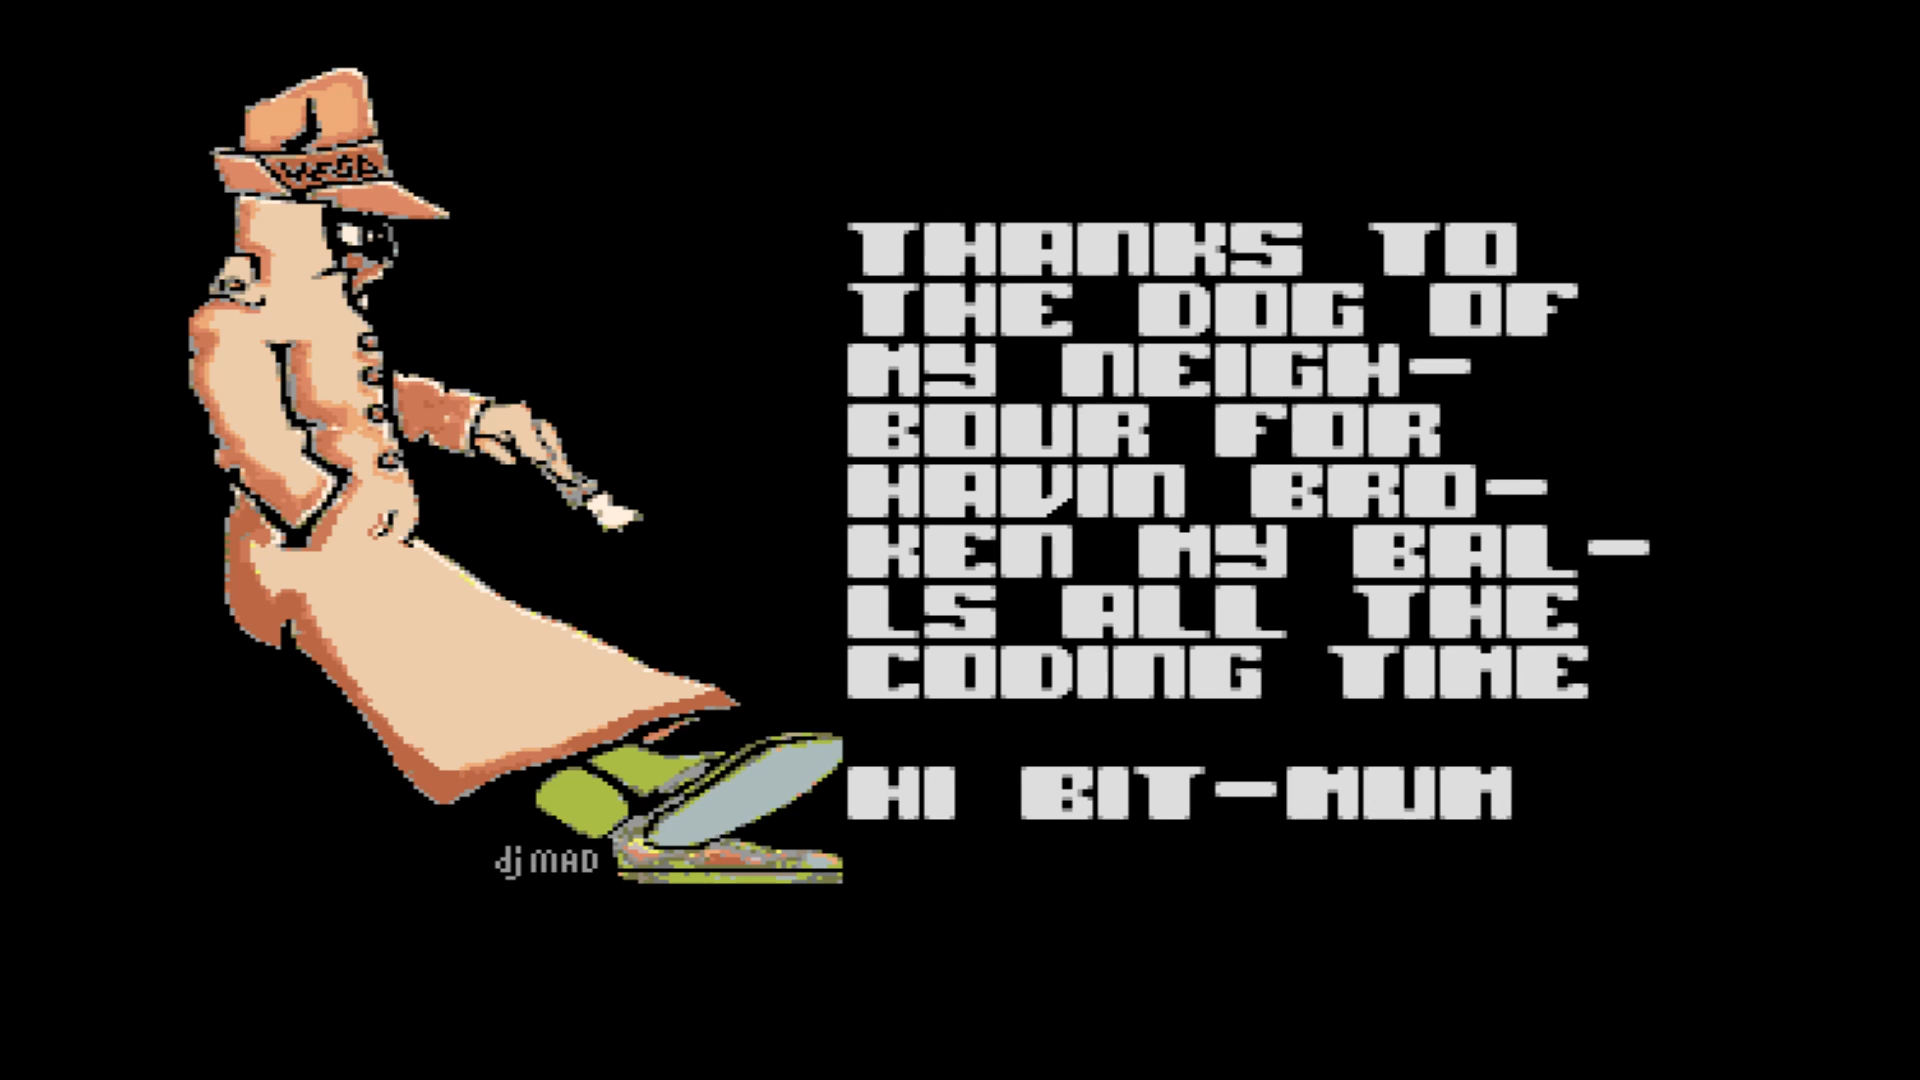 VEGA
THANKS TO
THE DOG OF
MY NEIGH-
BOUR FOR
HAVIN BRO-
KEN MY BAL-
LS ALL THE
CODING TIME
HI BIT-MUM
dj MAD